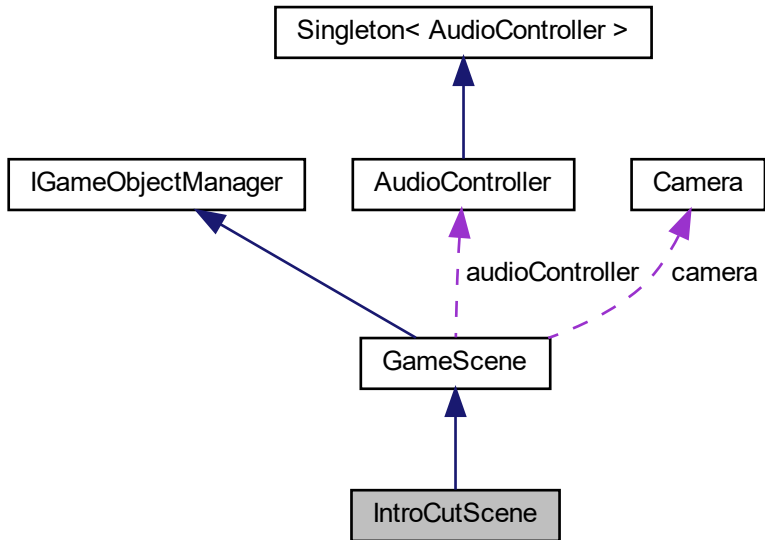 Singleton< AudioController >
IGameObjectManager
AudioController
Camera
audioController
camera
GameScene
IntroCutScene